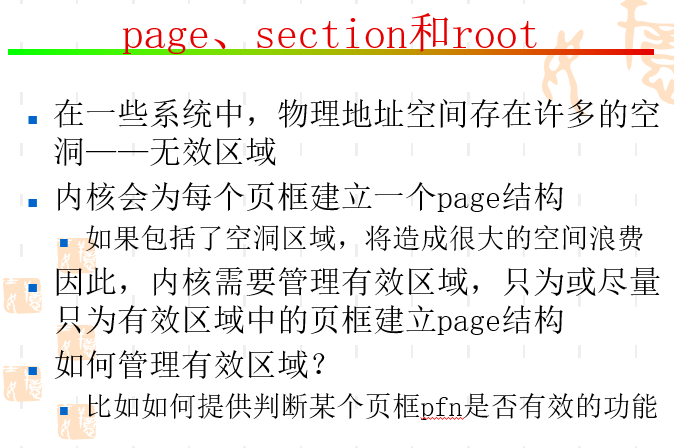 page、section和root
在一些系统中，物理地址空间存在许多的空
洞——无效区域
内核会为每个页框建立一个page结构
如果包括了空洞区域，将造成很大的空间浪费
因此，内核需要管理有效区域，只为或尽量
只为有效区域中的页框建立page结构
如何管理有效区域？
比如如何提供判断某个页框pfn是否有效的功能